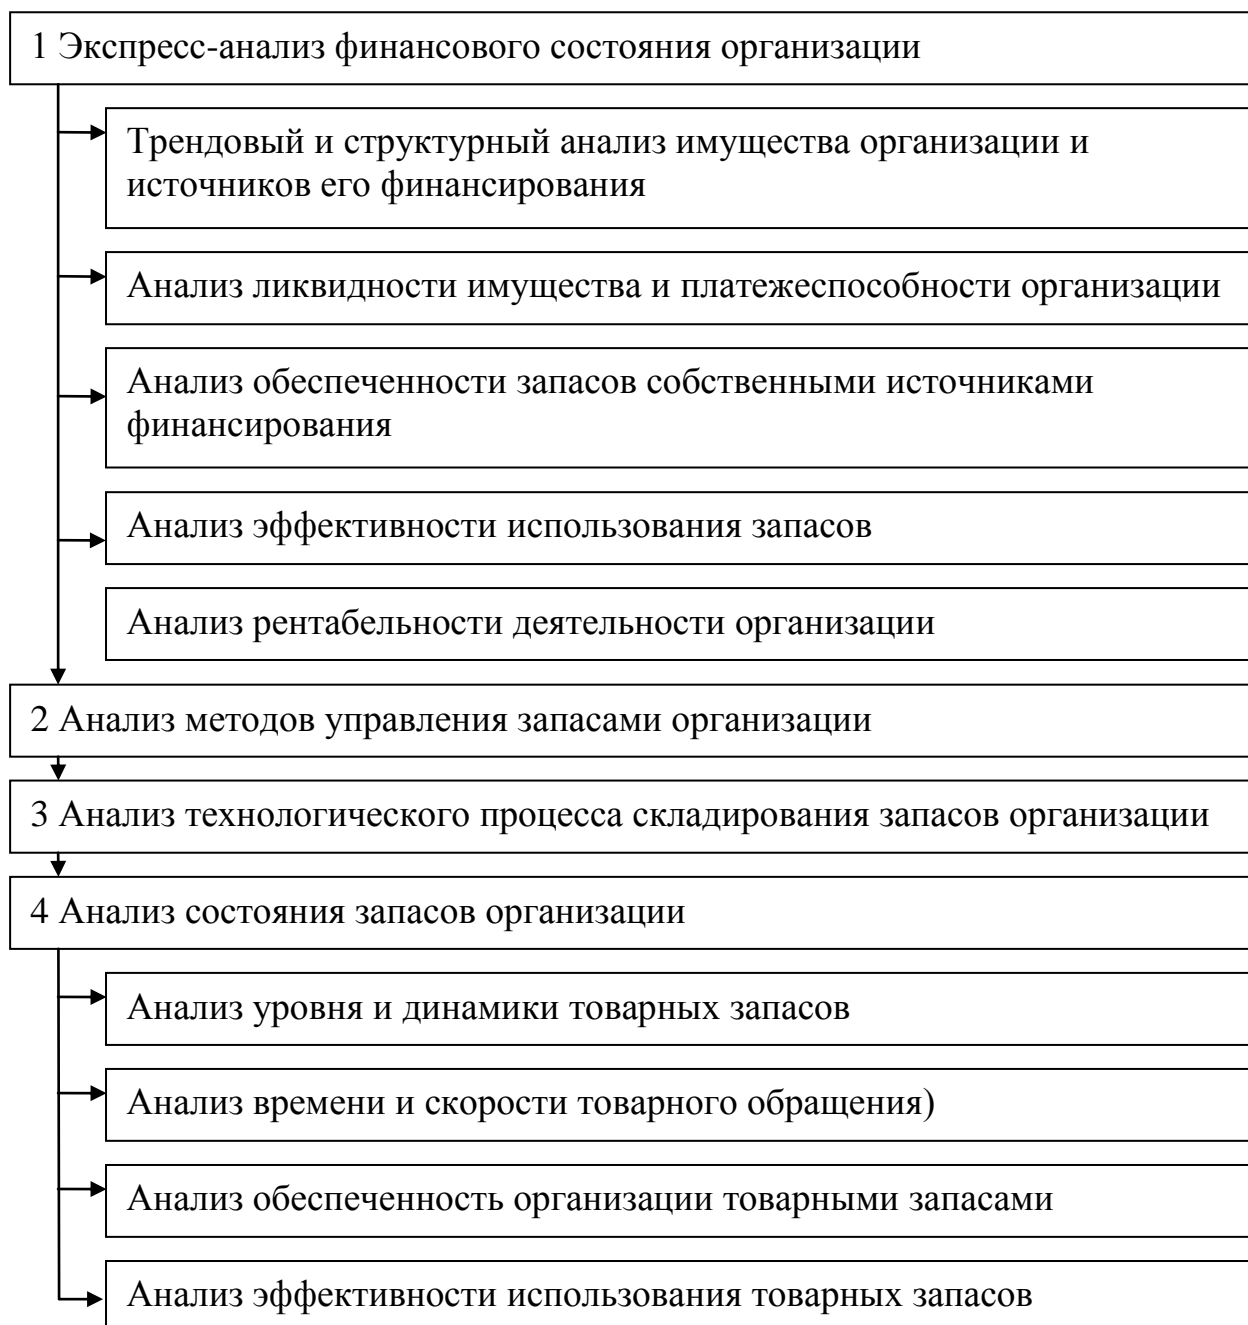 1 Экспресс-анализ финансового состояния организации
Трендовый и структурный анализ имущества организации и
источников его финансирования
Анализ ликвидности имущества и платежеспособности организации
Анализ обеспеченности запасов собственными источниками
финансирования
Анализ эффективности использования запасов
Анализ рентабельности деятельности организации
2 Анализ методов управления запасами организации
3 Анализ технологического процесса складирования запасов организации
4 Анализ состояния запасов организации
Анализ уровня и динамики товарных запасов
Анализ времени и скорости товарного обращения)
Анализ обеспеченность организации товарными запасами
Анализ эффективности использования товарных запасов